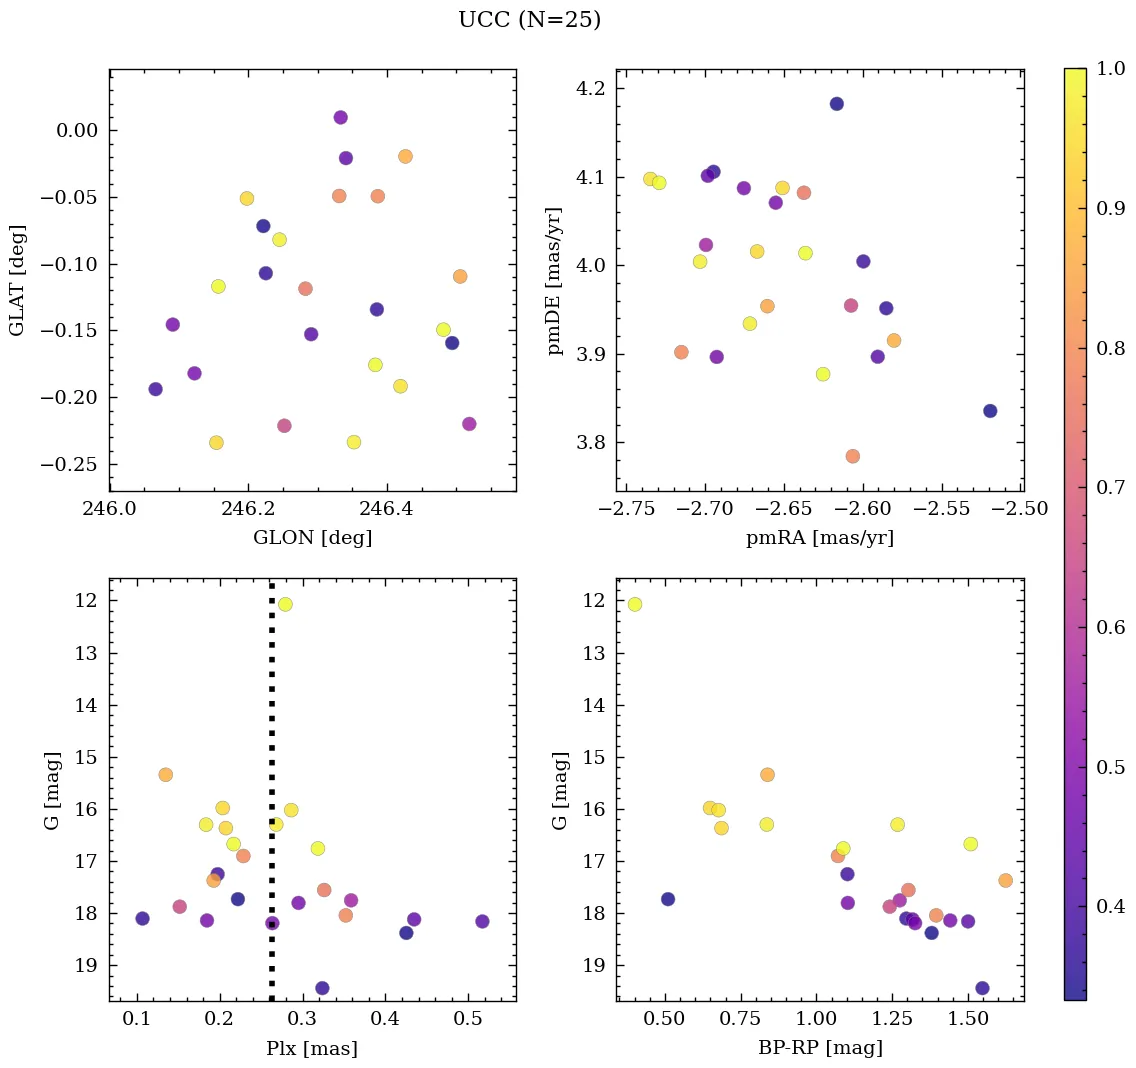 UCC (N=25)
0.00
−0.05
−0.10
−0.15
−0.20
−0.25
GLAT [deg]
246.0 246.2 246.4
GLON [deg]
4.2
4.1
4.0
3.9
3.8
pmDE [mas/yr]
−2.75 −2.70 −2.65 −2.60 −2.55 −2.50
pmRA [mas/yr]
12
13
14
15
16
17
18
19
G [mag]
0.1 0.2 0.3 0.4 0.5
Plx [mas]
12
13
14
15
16
17
18
19
G [mag]
0.50 0.75 1.00 1.25 1.50
BP-RP [mag]
1.0
0.9
0.8
0.7
0.6
0.5
0.4